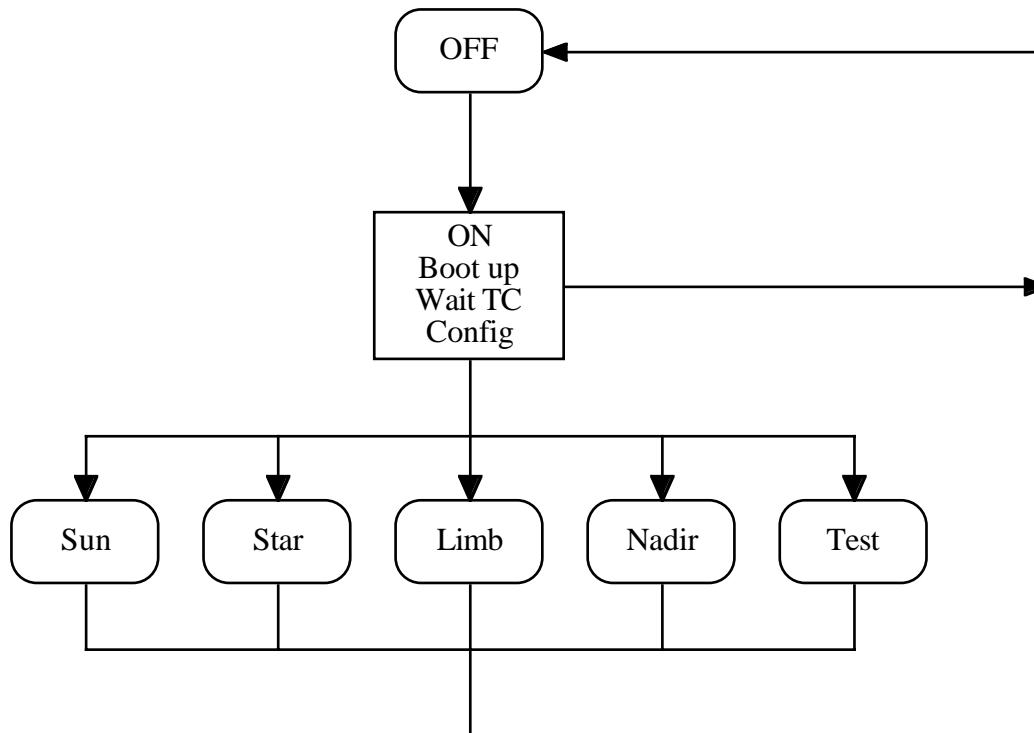 OFF
ON
Boot up
Wait TC
Config
Sun
Star
Limb
Nadir
Test